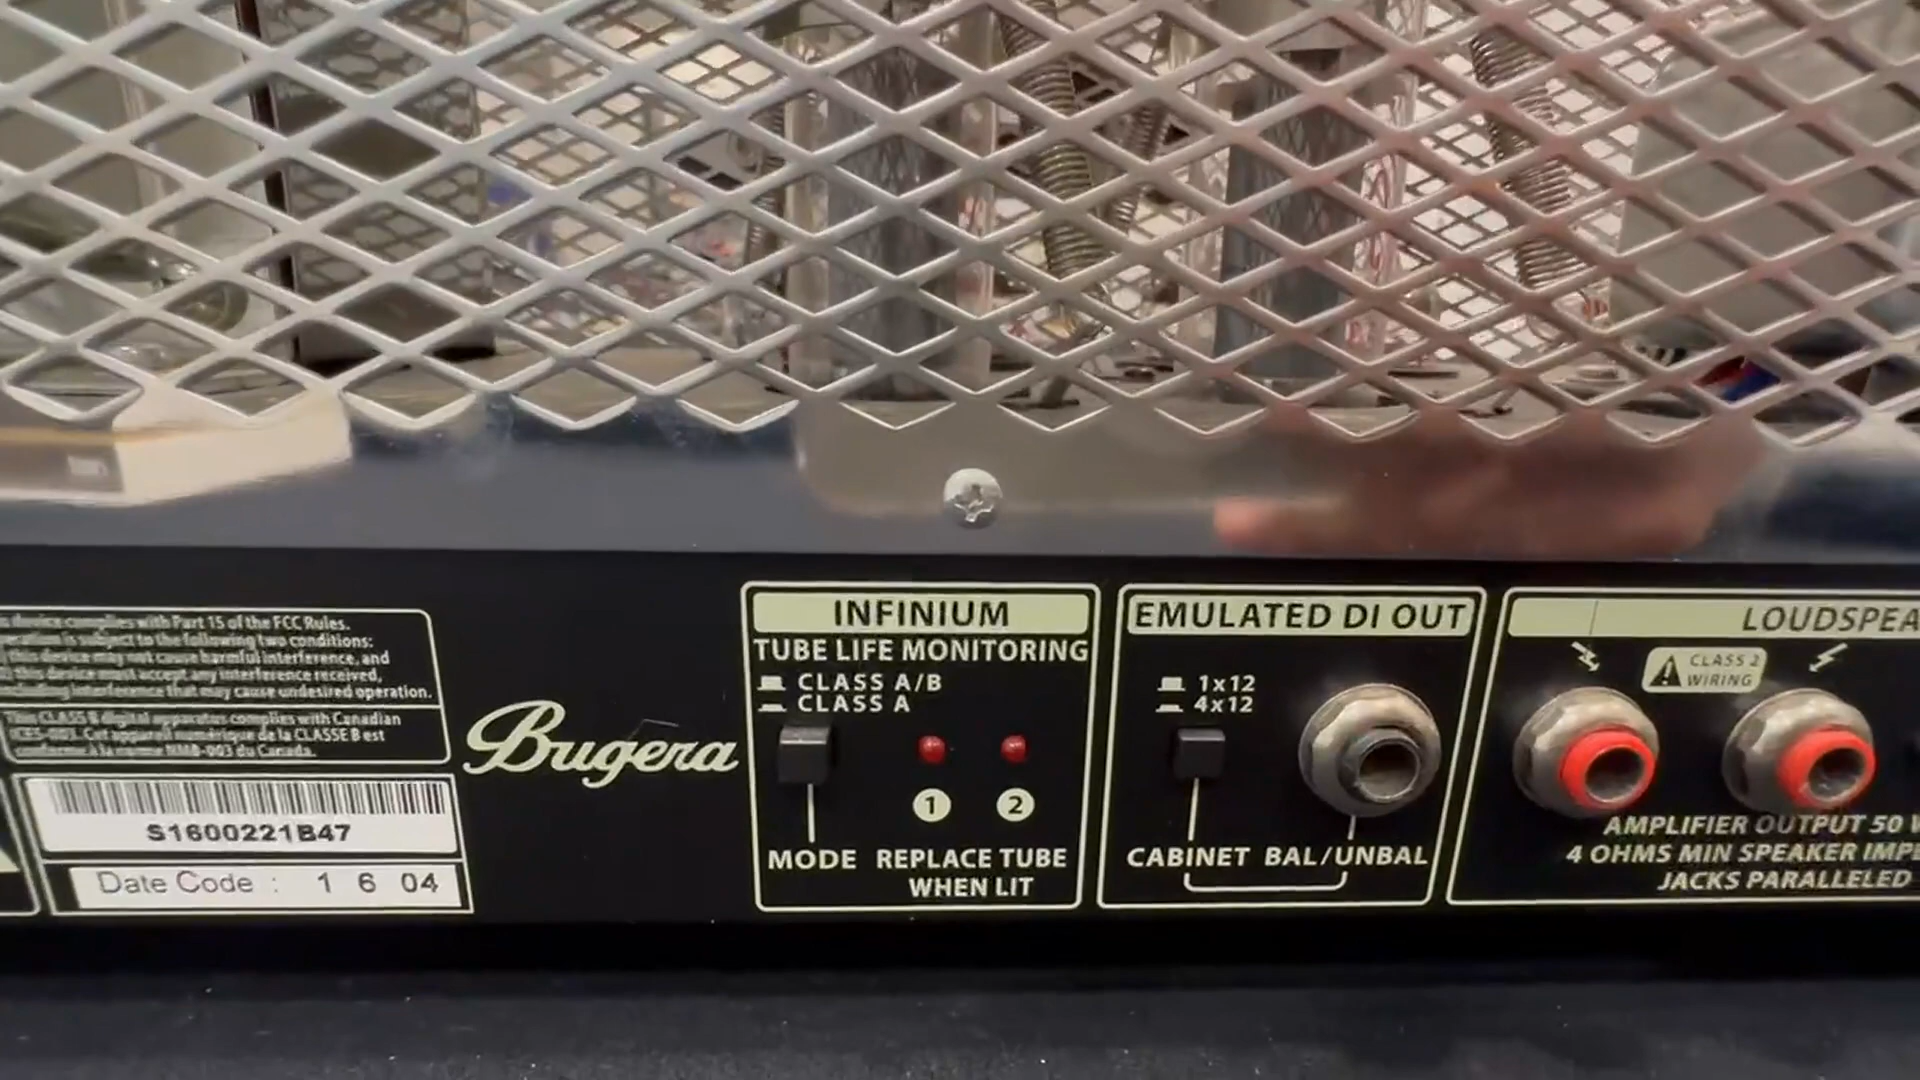 device complies with Part 15 of the FCC Rules.
is subject to the following two conditions:
this device may not cause harmful interference, and
this device must accept any interference received,
including interference that may cause undesired operation.
This CLASS B digital apparatus complies with Canadian
ICES-003. Cet appareil numérique de la CLASSE B est
conforme à la norme NMB-003 du Canada.
S1600221B47
Date Code : 1 6 04
Bugera
INFINIUM
TUBE LIFE MONITORING
CLASS A/B
CLASS A
1 2
MODE REPLACE TUBE
WHEN LIT
EMULATED DI OUT
1x12
4x12
CABINET BAL/UNBAL
LOUDSPEA
CLASS 2
WIRING
AMPLIFIER OUTPUT 50 W
4 OHMS MIN SPEAKER IMPE
JACKS PARALLELED